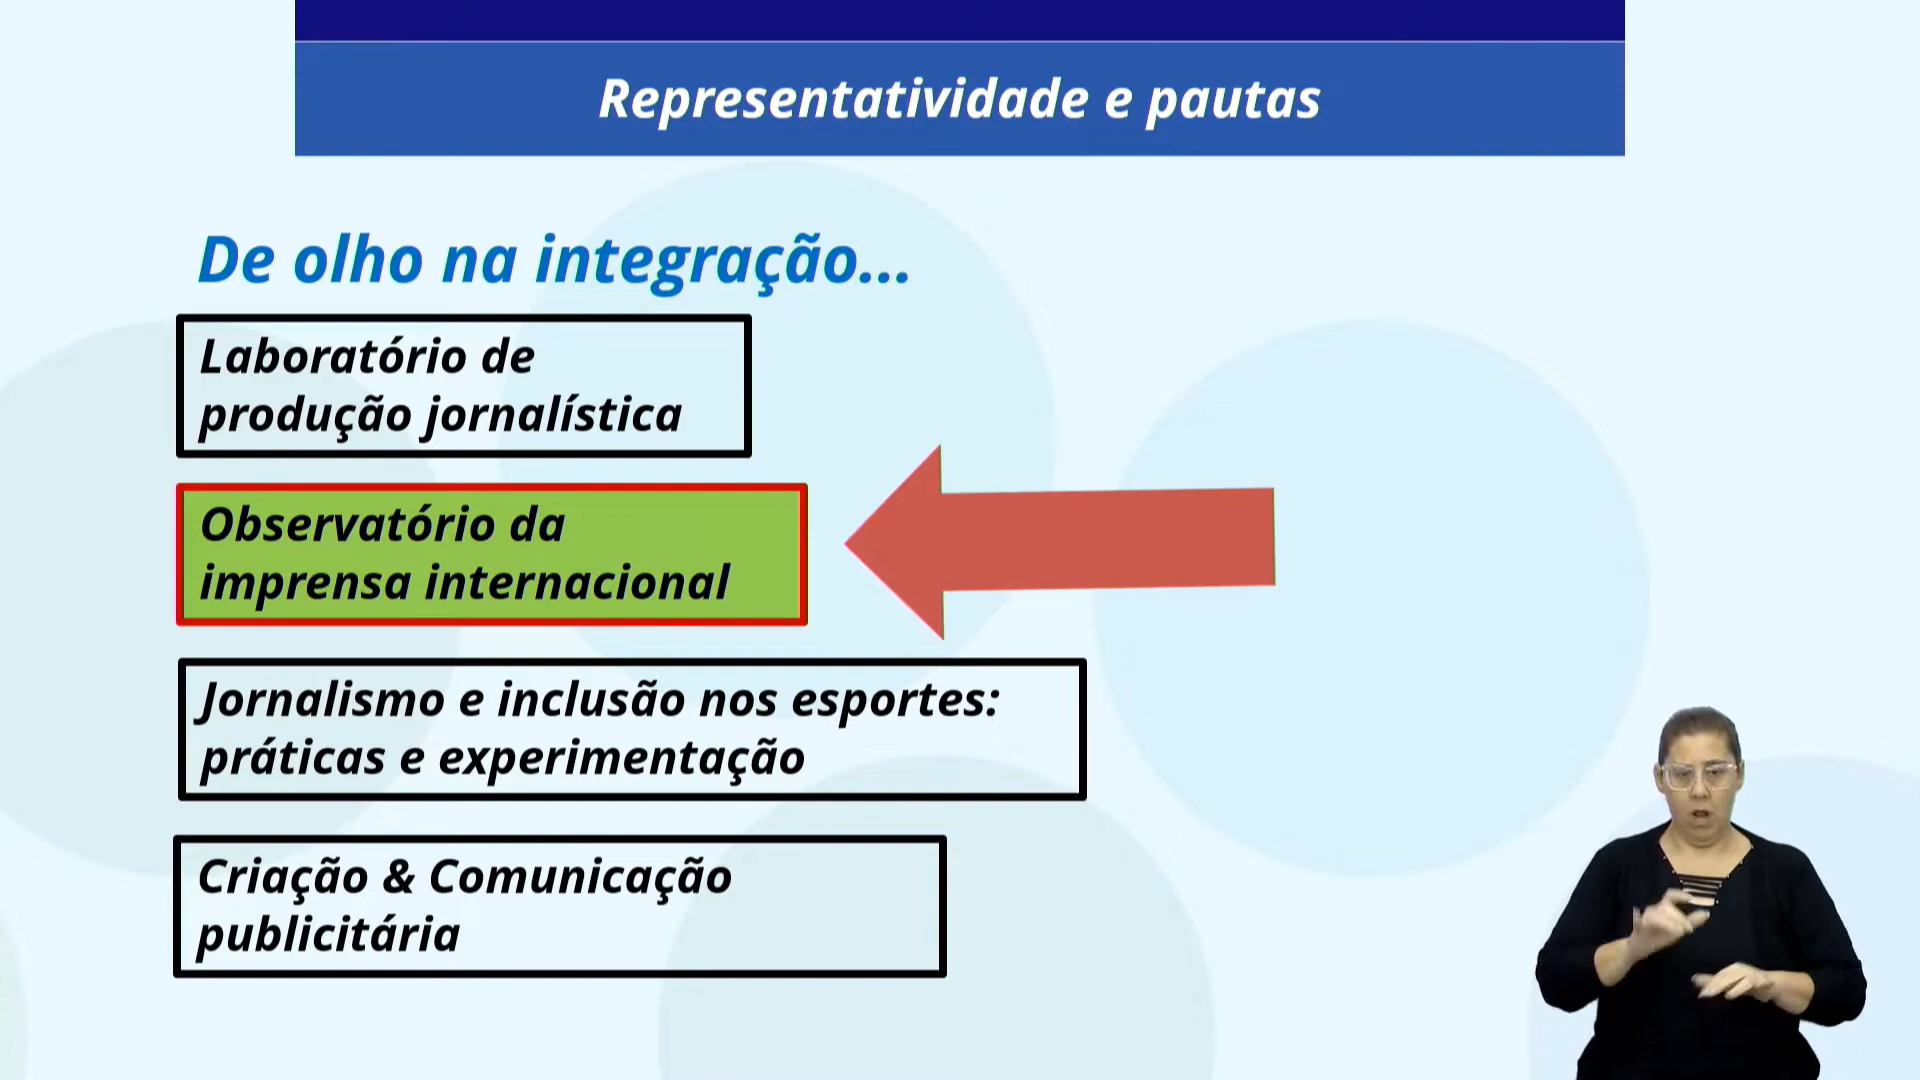 Representatividade e pautas
De olho na integração...
Laboratório de
produção jornalística
Observatório da
imprensa internacional
Jornalismo e inclusão nos esportes:
práticas e experimentação
Criação & Comunicação
publicitária